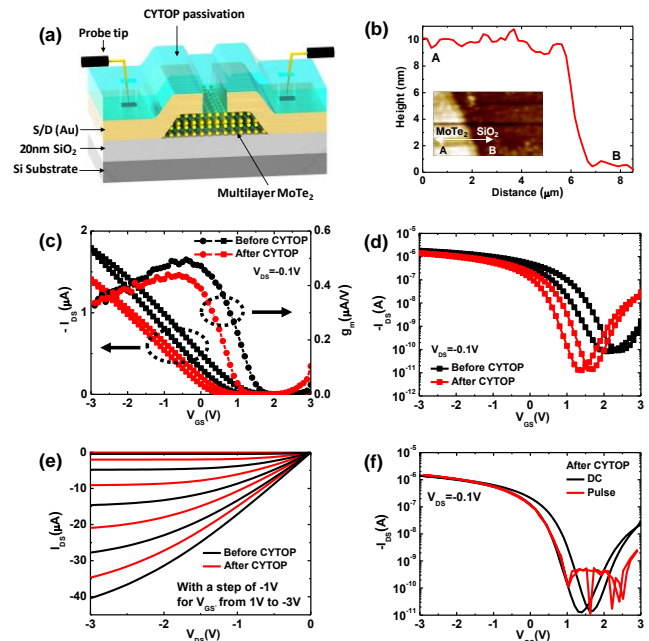 (a)
CYTOP passivation
Probe tip
S/D (Au)
20nm SiO2
Si Substrate
Multilayer MoTe2
(b)
Height (nm)
12
10
8
6
4
2
0
A
MoTe2 SiO2
A B
B
0 2 4 6 8
Distance (μm)
(c)
- IDS (μA)
2
1
0
Before CYTOP
After CYTOP
VDS=-0.1V
0.6
0.4
0.2
0.0
gm(μA/V)
-3 -2 -1 0 1 2 3
VGS(V)
(d)
-IDS(A)
10-5
10-6
10-7
10-8
10-9
10-10
10-11
10-12
VDS=-0.1V
Before CYTOP
After CYTOP
-3 -2 -1 0 1 2 3
VGS(V)
(e)
IDS(μA)
0
-10
-20
-30
-40
Before CYTOP
After CYTOP
With a step of -1V
for VGS from 1V to -3V
-3 -2 -1 0
VDS(V)
(f)
-IDS(A)
10-4
10-5
10-6
10-7
10-8
10-9
10-10
10-11
After CYTOP
DC
Pulse
VDS=-0.1V
-3 -2 -1 0 1 2 3
VGS(V)